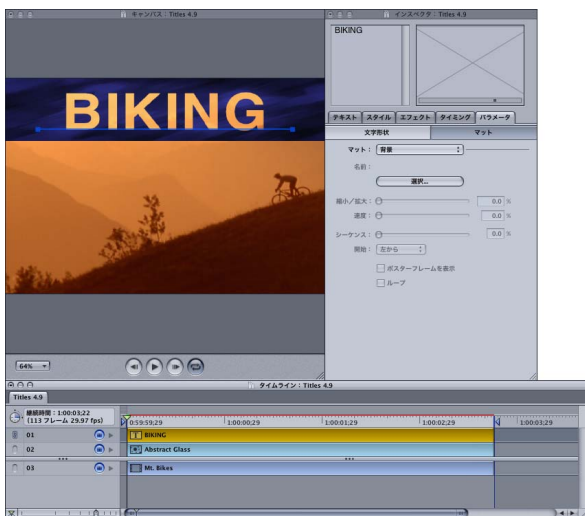 キャンバス：Titles 4.9
BIKING
64%
インスペクタ：Titles 4.9
BIKING
テキスト スタイル エフェクト タイミング パラメータ
文字形状 マット
マット： 背景
名前：
選択...
縮小／拡大： 0.0 %
速度： 0.0 %
シーケンス： 0.0 %
開始： 左から
ポスターフレームを表示
ループ
タイムライン：Titles 4.9
Titles 4.9
継続時間：1:00:03;22
(113 フレーム 29.97 fps)
0:59:59;29 1:00:00;29 1:00:01;29 1:00:02;29 1:00:03;29
01 T BIKING
02 Abstract Glass
03 Mt. Bikes